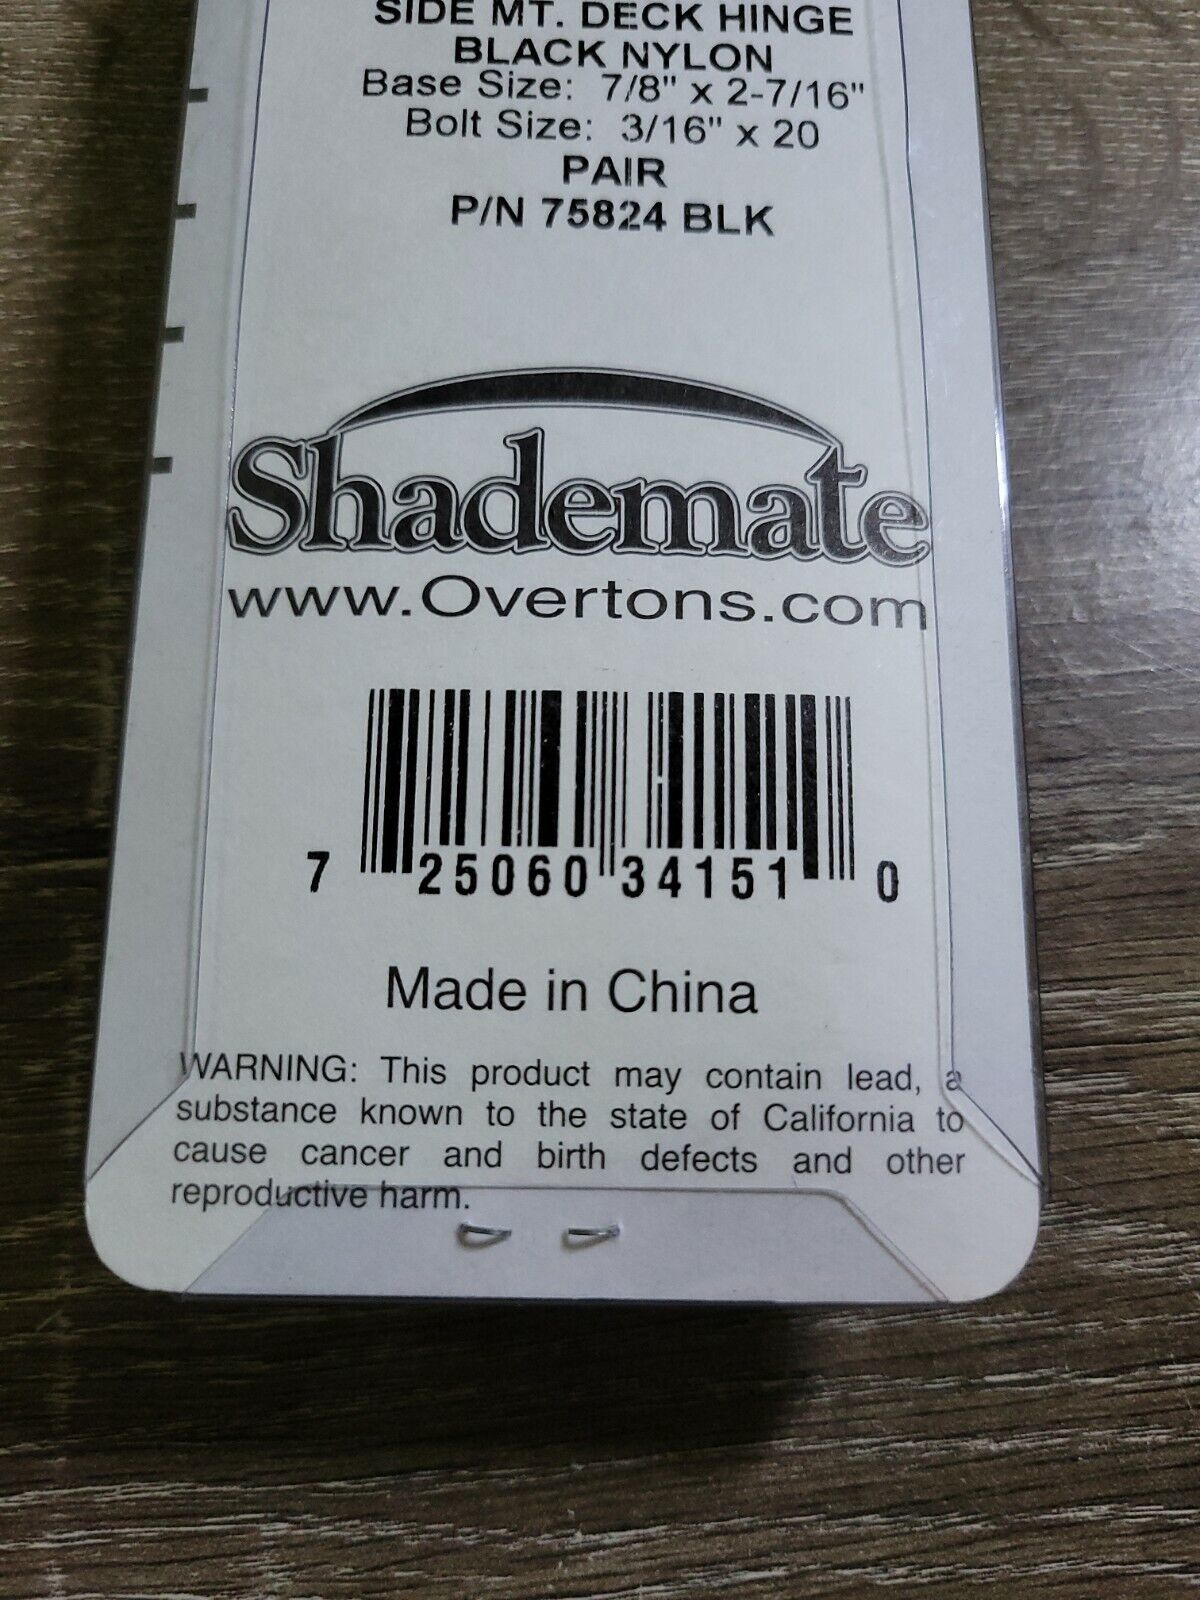 SIDE MT. DECK HINGE
BLACK NYLON
Base Size: 7/8" x 2-7/16"
Bolt Size: 3/16" x 20
PAIR
P/N 75824 BLK
Shademate
www.Overtons.com
7 25060 34151 0
Made in China
WARNING: This product may contain lead, a
substance known to the state of California to
cause cancer and birth defects and other
reproductive harm.